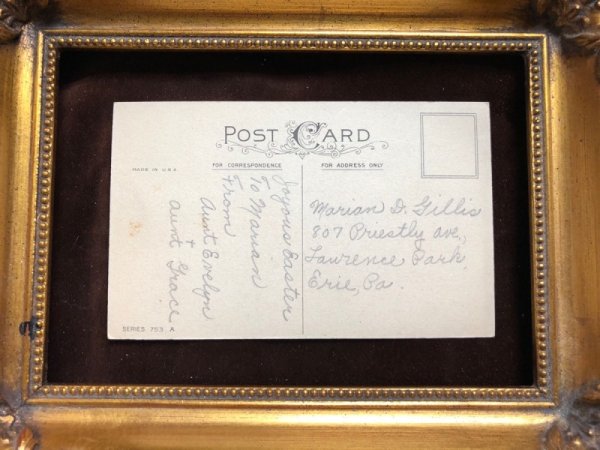 POST CARD
FOR CORRESPONDENCE
FOR ADDRESS ONLY
MADE IN U.S.A.
Joyous Easter
To Marian
From
Aunt Evelyn
+
Aunt Grace
Marian D. Gillis
807 Priestly ave,
Lawrence Park,
Erie, Pa.
SERIES 753 A